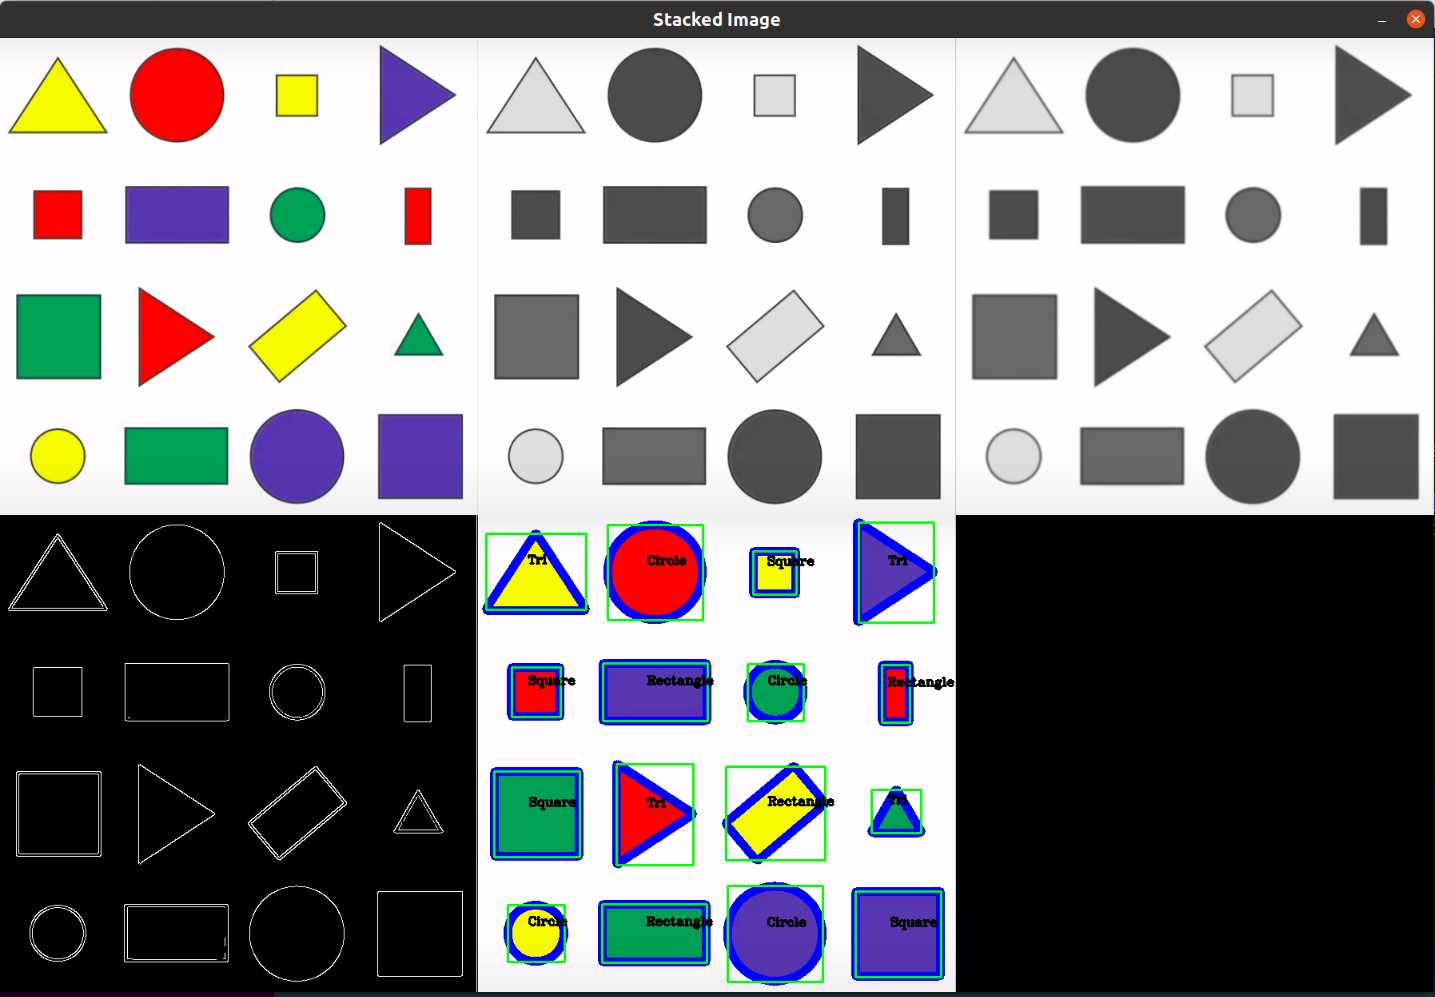 Stacked Image
Tri
Circle
Square
Tri
Square
Rectangle
Circle
Rectangle
Square
Tri
Rectangle
Tri
Circle
Rectangle
Circle
Square